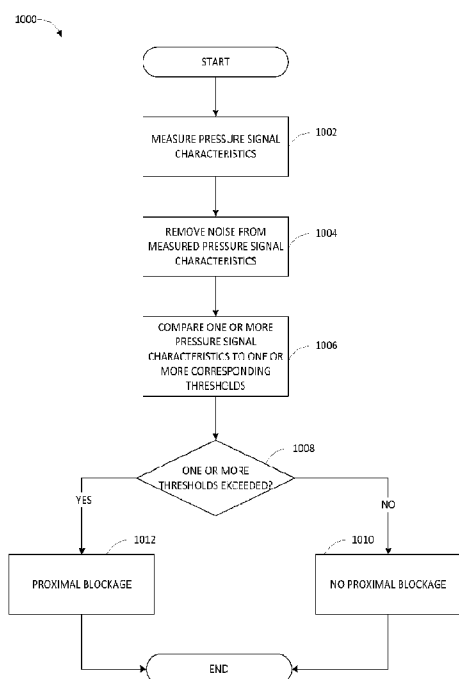 1000
START
MEASURE PRESSURE SIGNAL
CHARACTERISTICS
1002
REMOVE NOISE FROM
MEASURED PRESSURE SIGNAL
CHARACTERISTICS
1004
COMPARE ONE OR MORE
PRESSURE SIGNAL
CHARACTERISTICS TO ONE OR
MORE CORRESPONDING
THRESHOLDS
1006
1008
ONE OR MORE
THRESHOLDS EXCEEDED?
YES
NO
1012
PROXIMAL BLOCKAGE
1010
NO PROXIMAL BLOCKAGE
END